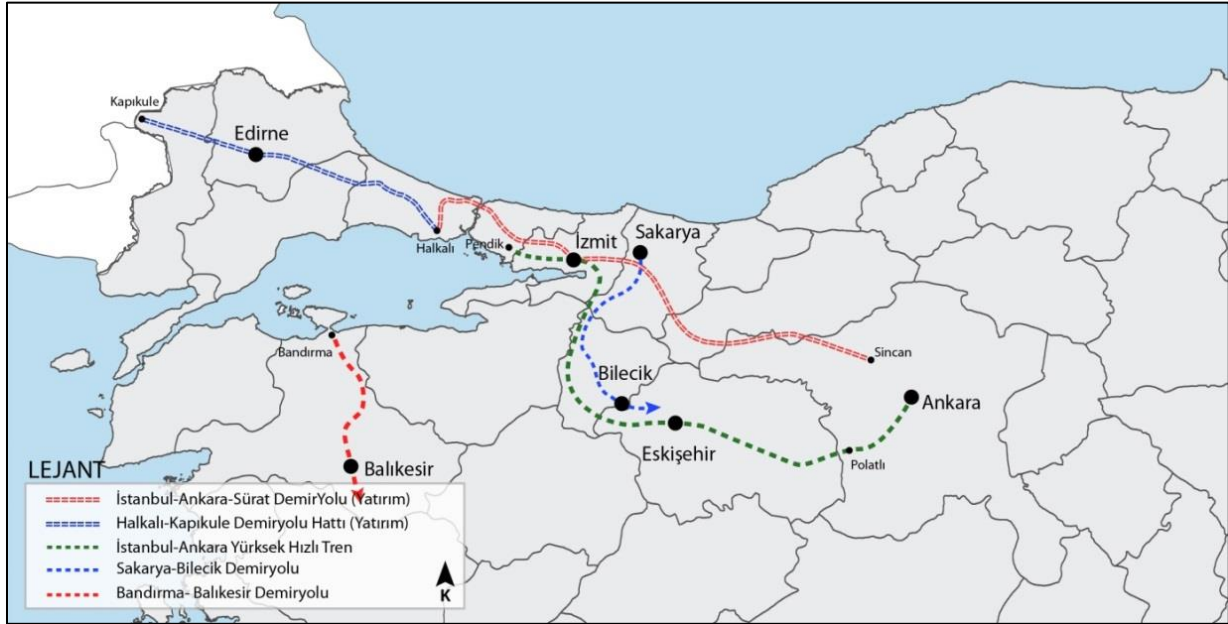 Kapıkule
Edirne
Halkalı
Pendik
İzmit
Sakarya
Bandırma
Bilecik
Sincan
Ankara
Eskişehir
Polatlı
Balıkesir
LEJANT
İstanbul-Ankara-Sürat DemirYolu (Yatırım)
Halkalı-Kapıkule Demiryolu Hattı (Yatırım)
İstanbul-Ankara Yürksek Hızlı Tren
Sakarya-Bilecik Demiryolu
Bandırma- Balıkesir Demiryolu
K